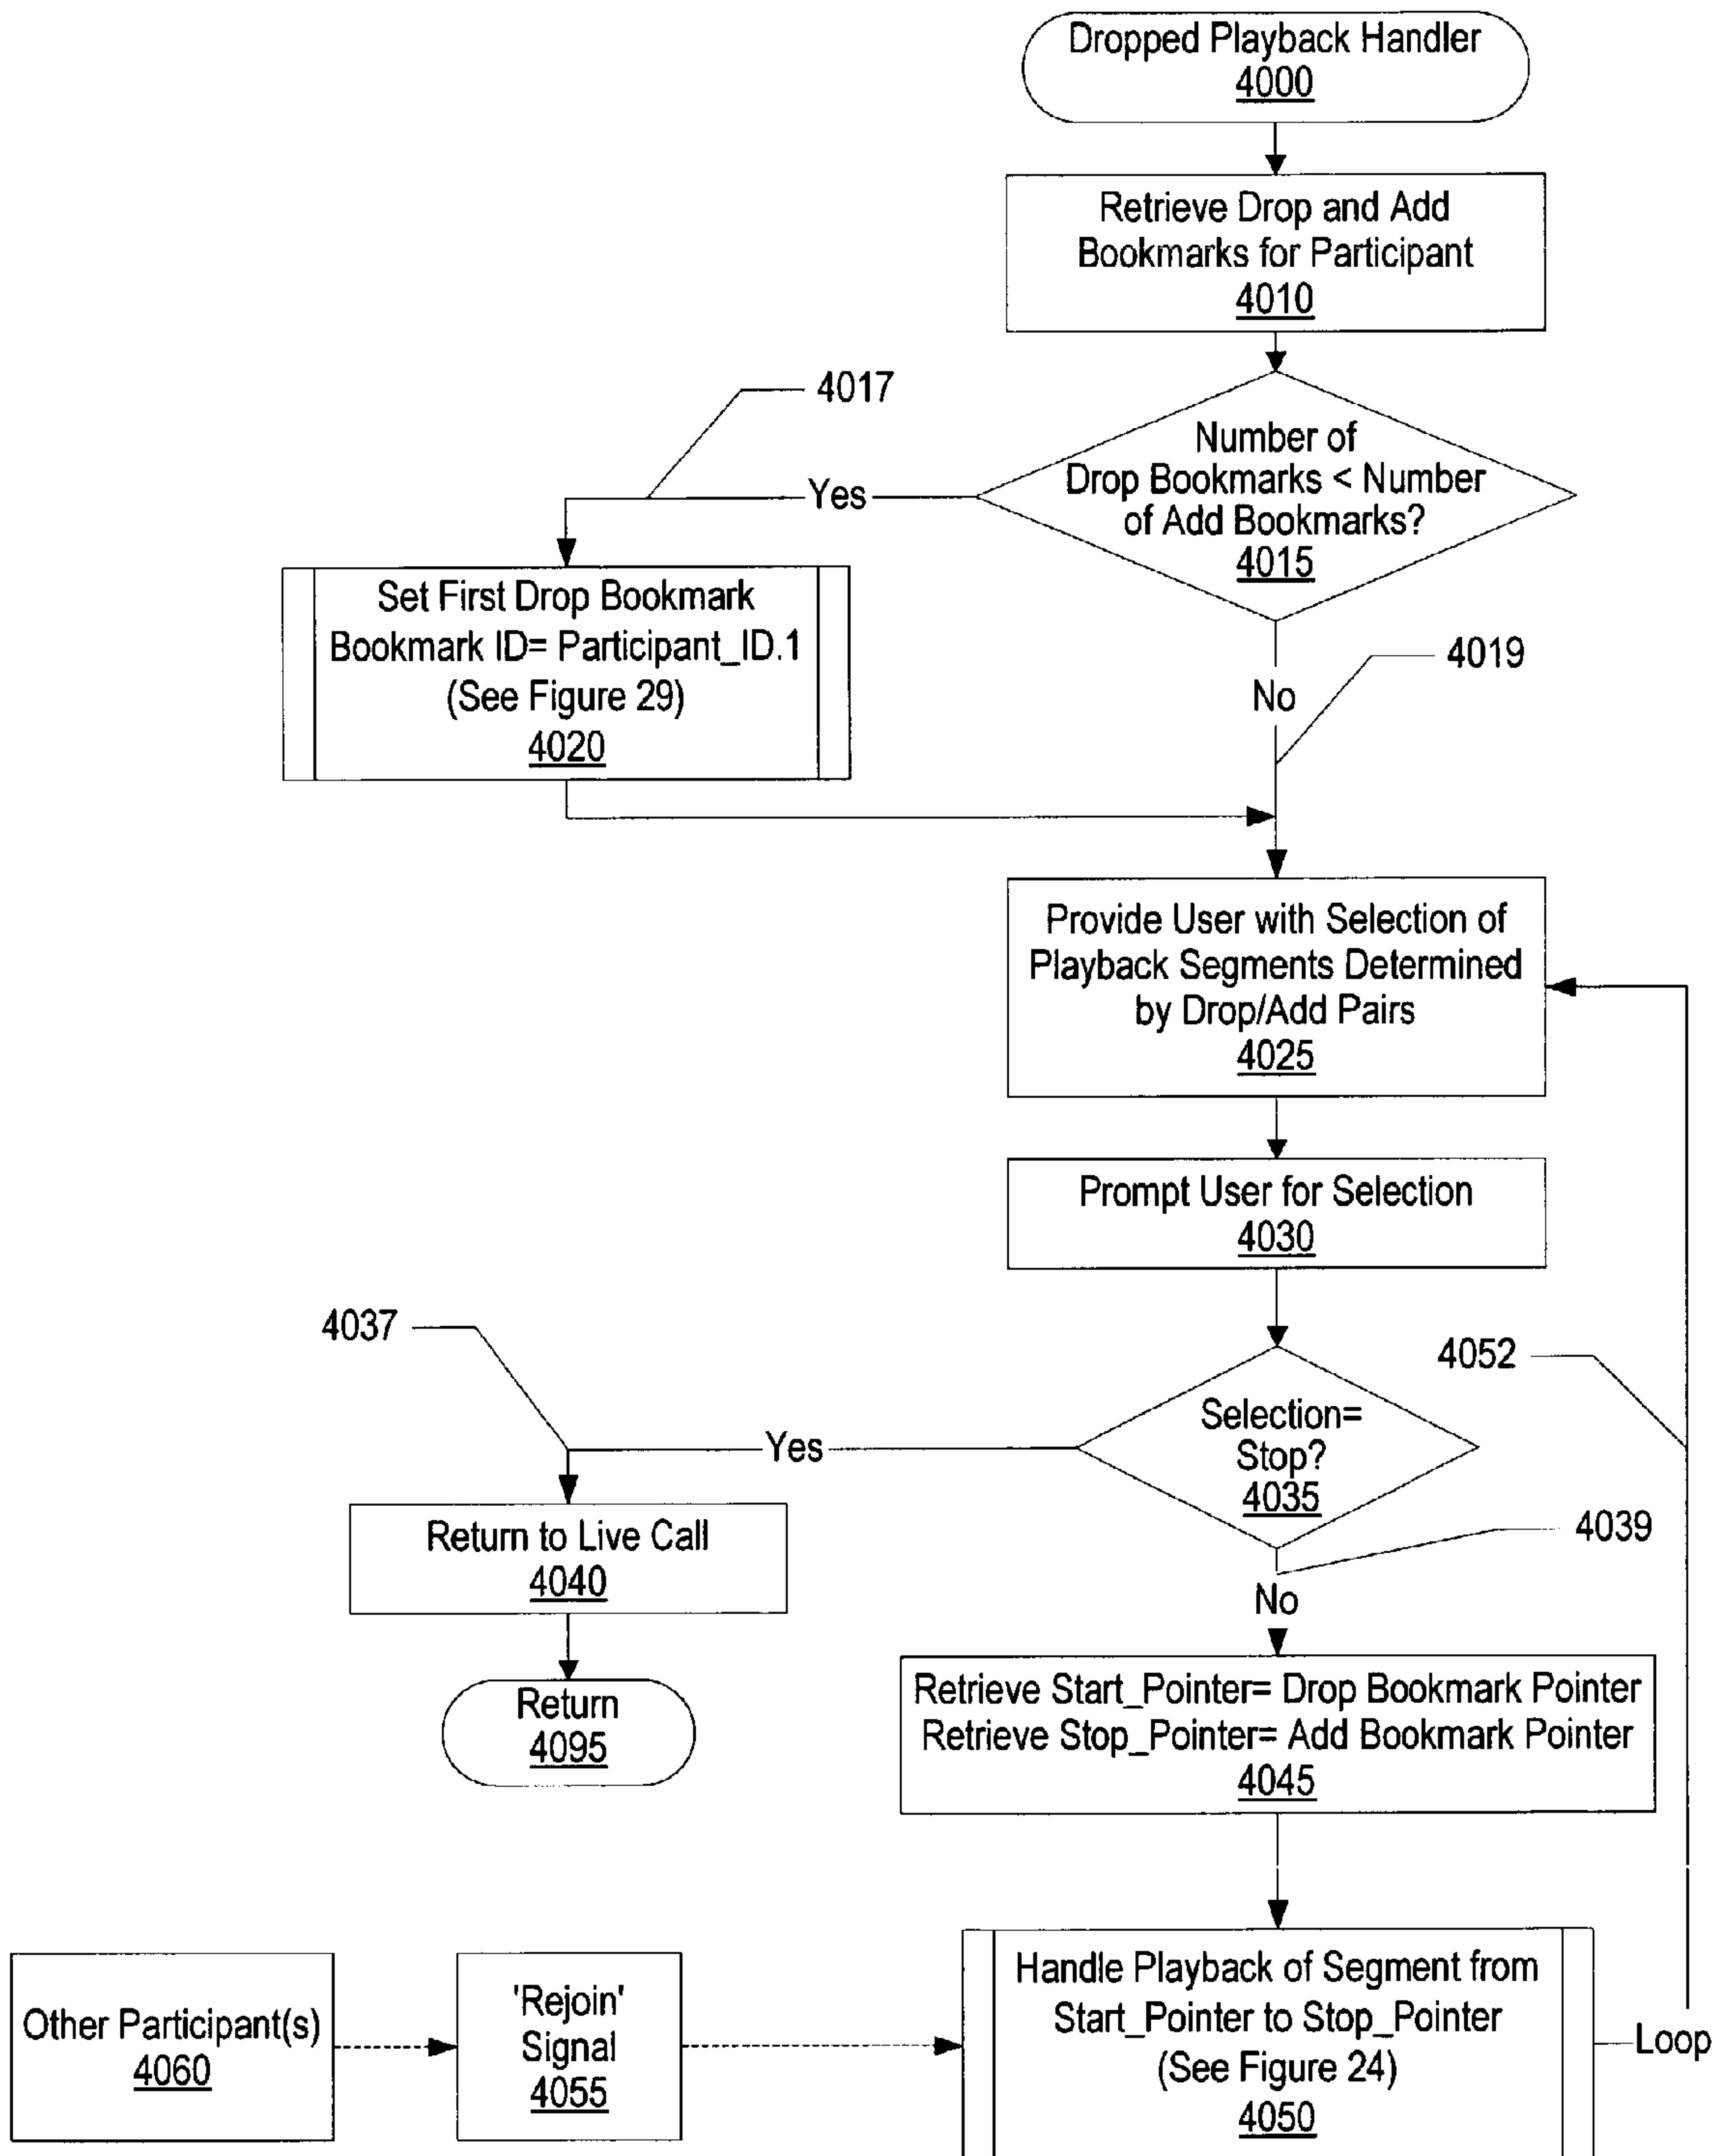 Dropped Playback Handler
4000
Retrieve Drop and Add
Bookmarks for Participant
4010
4017
Number of
Drop Bookmarks < Number
of Add Bookmarks?
4015
Yes
Set First Drop Bookmark
Bookmark ID= Participant_ID.1
(See Figure 29)
4020
4019
No
Provide User with Selection of
Playback Segments Determined
by Drop/Add Pairs
4025
Prompt User for Selection
4030
4037
4052
Selection=
Stop?
4035
Yes
4039
Return to Live Call
4040
No
Return
4095
Retrieve Start_Pointer= Drop Bookmark Pointer
Retrieve Stop_Pointer= Add Bookmark Pointer
4045
Other Participant(s)
4060
'Rejoin'
Signal
4055
Handle Playback of Segment from
Start_Pointer to Stop_Pointer
(See Figure 24)
4050
Loop